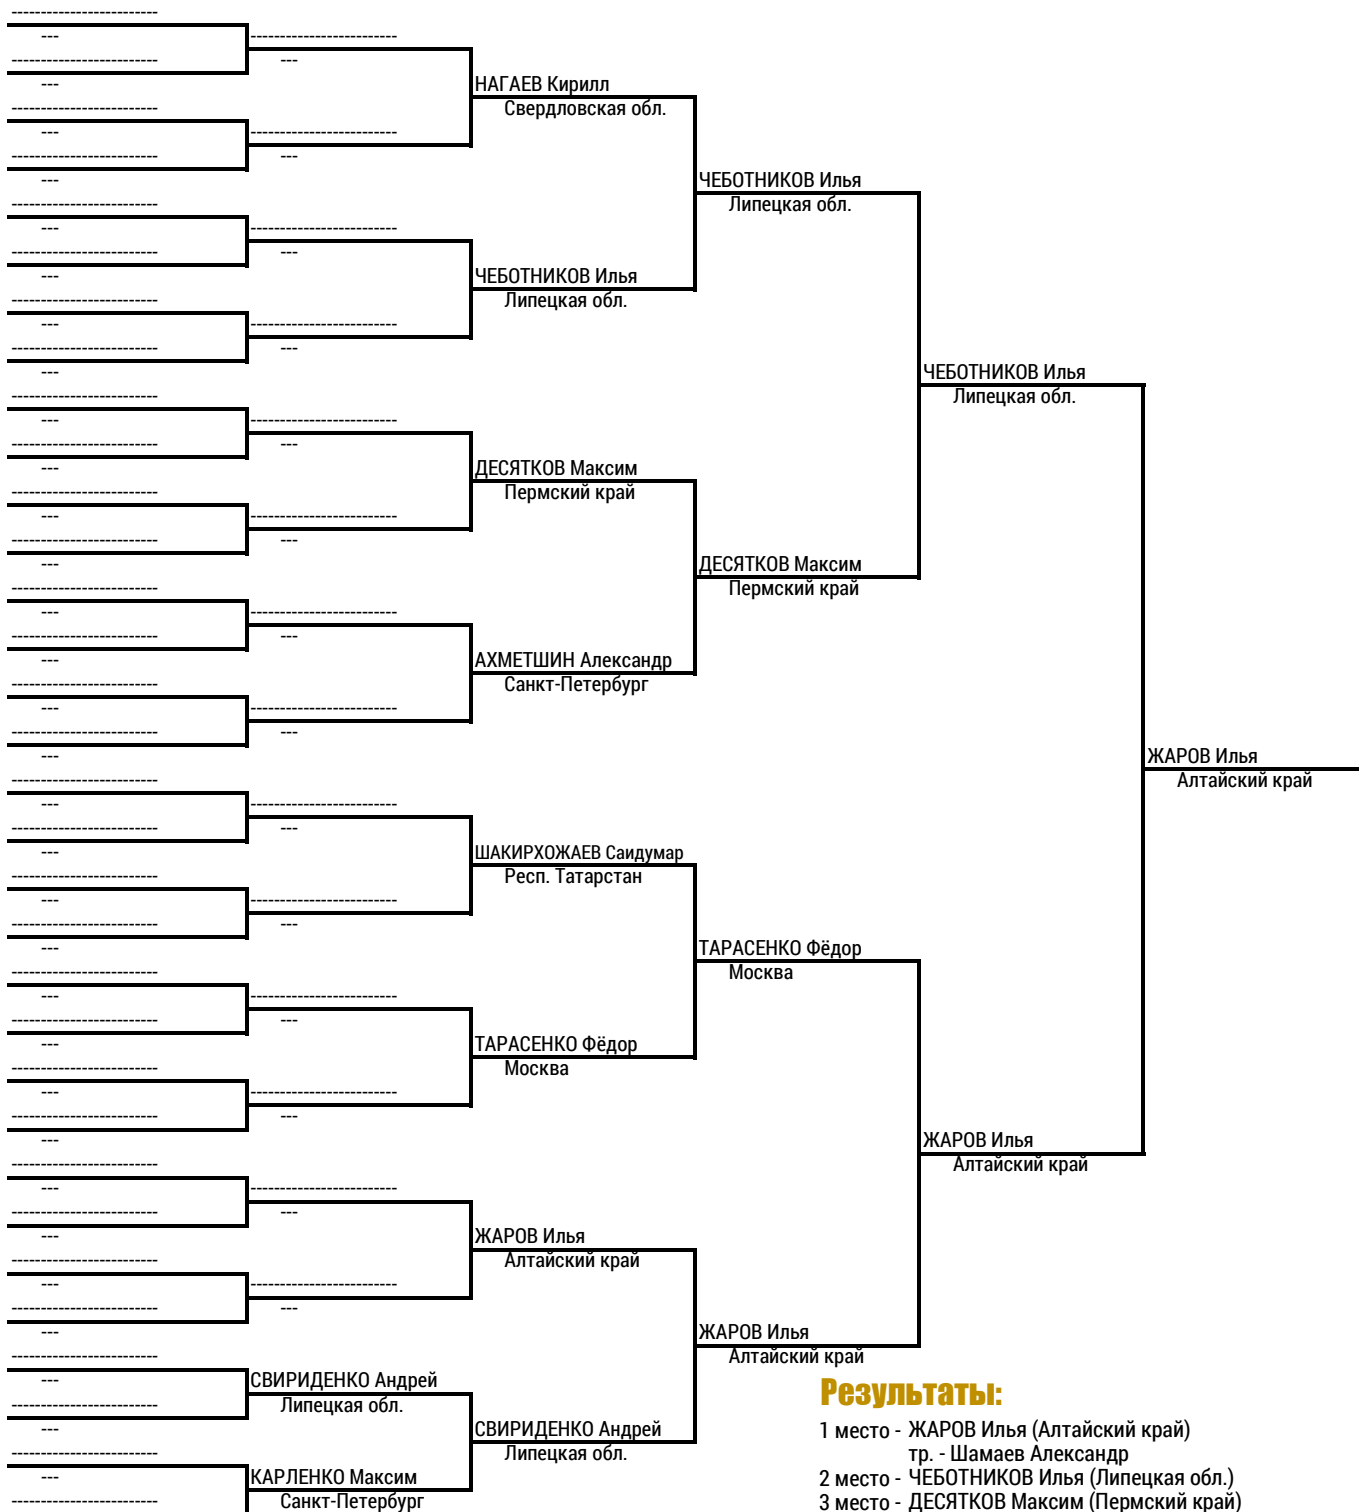 НАГАЕВ Кирилл
Свердловская обл.
ЧЕБОТНИКОВ Илья
Липецкая обл.
ЧЕБОТНИКОВ Илья
Липецкая обл.
ЧЕБОТНИКОВ Илья
Липецкая обл.
ДЕСЯТКОВ Максим
Пермский край
ДЕСЯТКОВ Максим
Пермский край
АХМЕТШИН Александр
Санкт-Петербург
ЖАРОВ Илья
Алтайский край
ШАКИРХОЖАЕВ Саидумар
Респ. Татарстан
ТАРАСЕНКО Фёдор
Москва
ТАРАСЕНКО Фёдор
Москва
ЖАРОВ Илья
Алтайский край
ЖАРОВ Илья
Алтайский край
ЖАРОВ Илья
Алтайский край
СВИРИДЕНКО Андрей
Липецкая обл.
СВИРИДЕНКО Андрей
Липецкая обл.
КАРЛЕНКО Максим
Санкт-Петербург
Результаты:
1 место - ЖАРОВ Илья (Алтайский край)
тр. - Шамаев Александр
2 место - ЧЕБОТНИКОВ Илья (Липецкая обл.)
3 место - ДЕСЯТКОВ Максим (Пермский край)